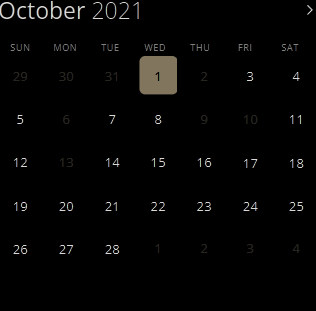 October 2021 >
SUN MON TUE WED THU FRI SAT
29 30 31 1 2 3 4
5 6 7 8 9 10 11
12 13 14 15 16 17 18
19 20 21 22 23 24 25
26 27 28 1 2 3 4